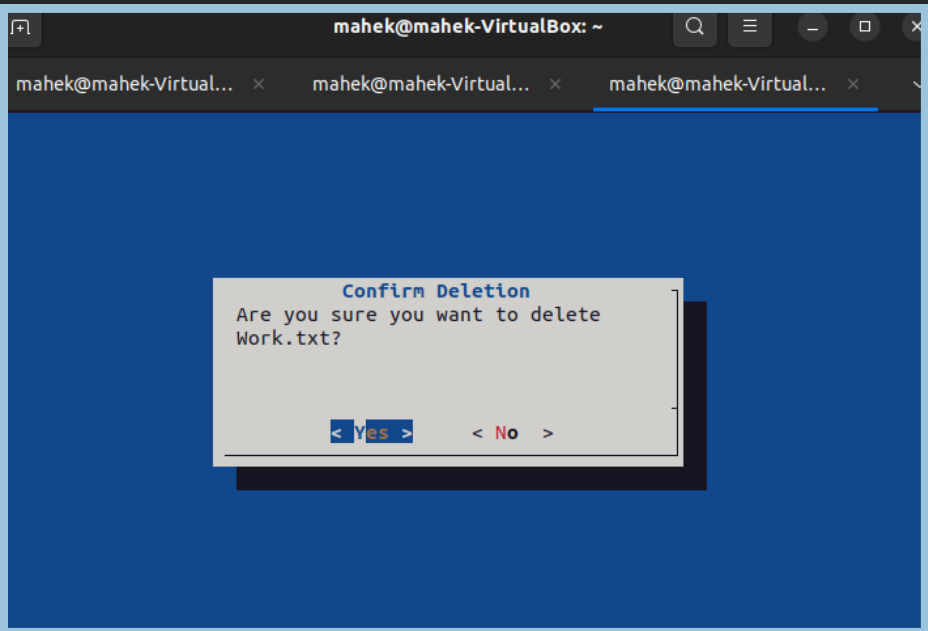 mahek@mahek-VirtualBox: ~
mahek@mahek-Virtual... mahek@mahek-Virtual... mahek@mahek-Virtual...
Confirm Deletion
Are you sure you want to delete
Work.txt?
< Yes > < No >